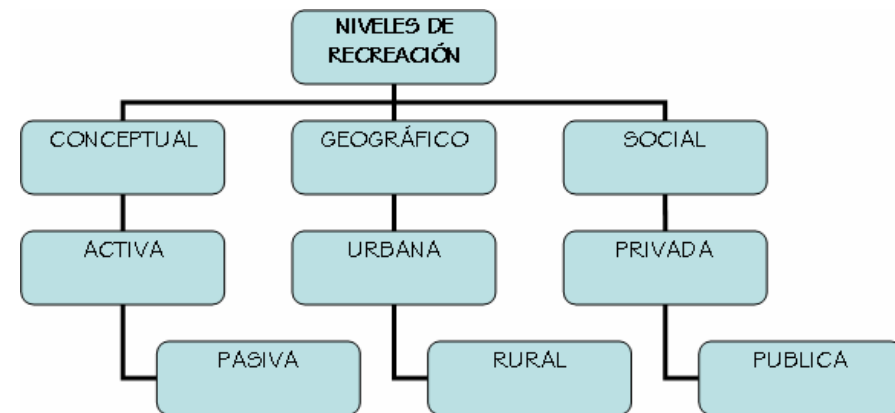 NIVELES DE
RECREACIÓN
CONCEPTUAL
GEOGRÁFICO
SOCIAL
ACTIVA
URBANA
PRIVADA
PASIVA
RURAL
PUBLICA